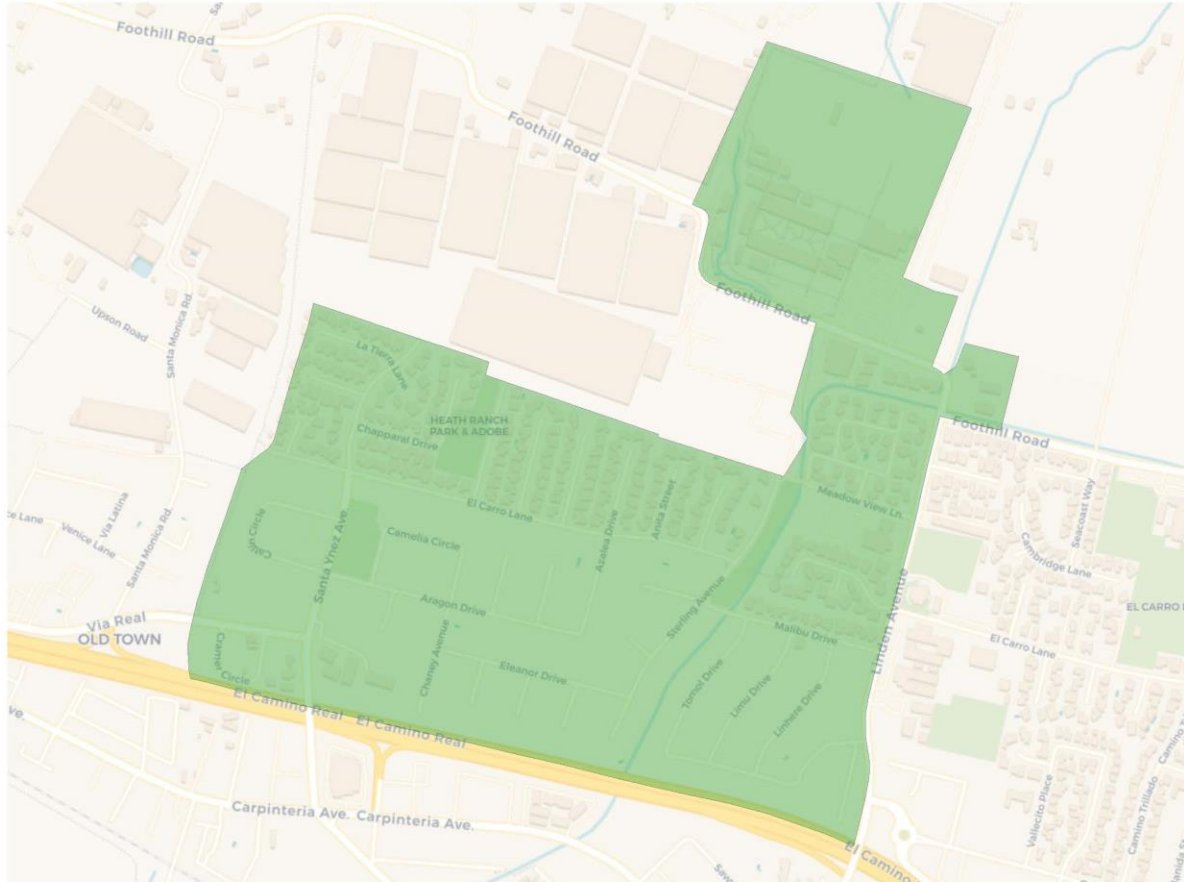 Foothill Road
Foothill Road
Upson Road
Santa Monica Rd.
La Tierra Lane
Foothill Road
HEATH RANCH
PARK & ADOBE
Chapparal Drive
Foothill Road
Seacoast Way
Meadow View Ln.
Via Latina
Venice Lane
Santa Monica Rd.
El Carro Lane
Anita Street
Azalea Drive
Camelia Circle
Santa Ynez Ave.
Circle
Cambridge Lane
Aragon Drive
Sterling Avenue
Malibu Drive
Linden Avenue
El Carro Lane
EL CARRO
Via Real
OLD TOWN
Cramer
Circle
Chaney Avenue
Eleanor Drive
Tomol Drive
Limu Drive
Linhere Drive
El Camino Real
El Camino Real
Carpinteria Ave.
Carpinteria Ave.
Vallecito Place
Camino Trillado
El Camino